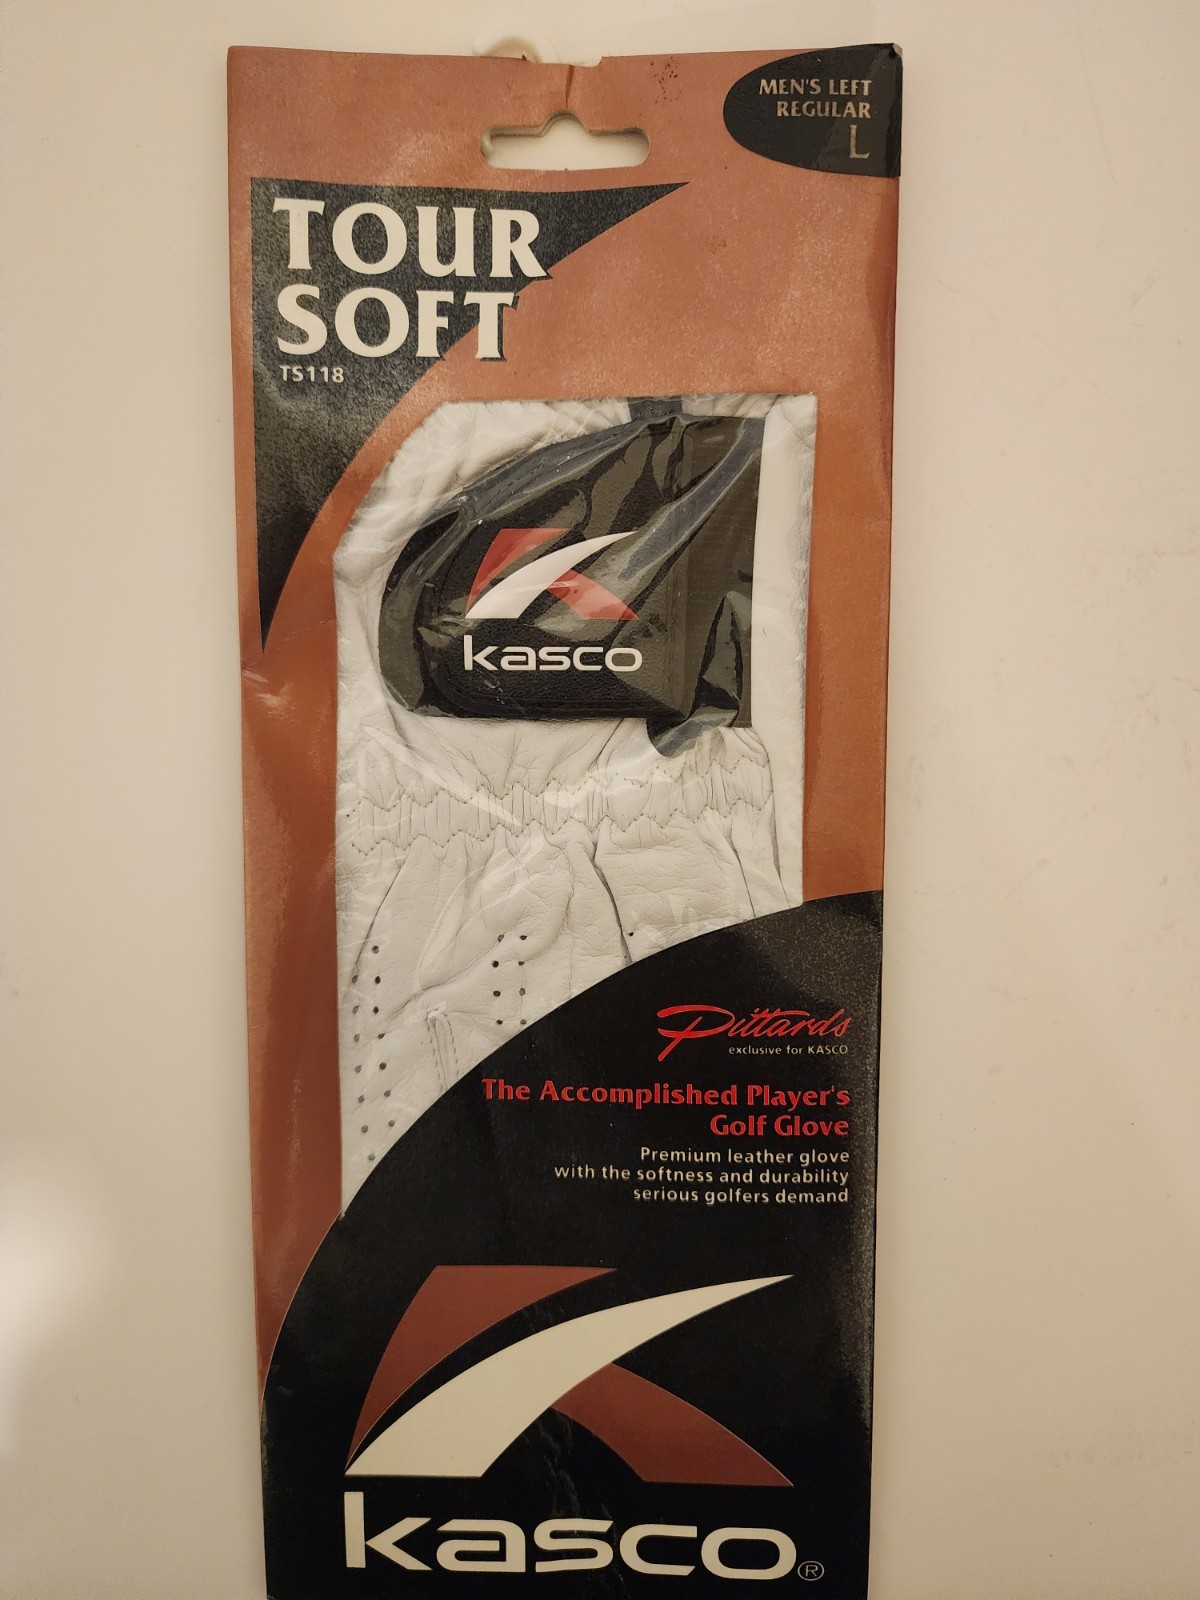 MEN'S LEFT
REGULAR
L
TOUR
SOFT
TS118
kasco
Pittards
exclusive for KASCO
The Accomplished Player's
Golf Glove
Premium leather glove
with the softness and durability
serious golfers demand
kasco®